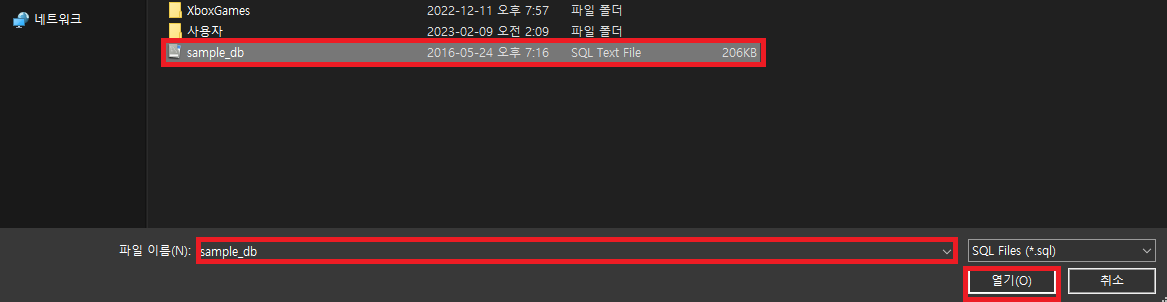 네트워크
XboxGames 2022-12-11 오후 7:57 파일 폴더
사용자 2023-02-09 오전 2:09 파일 폴더
sample_db 2016-05-24 오후 7:16 SQL Text File 206KB
파일 이름(N): sample_db SQL Files (*.sql)
열기(O) 취소